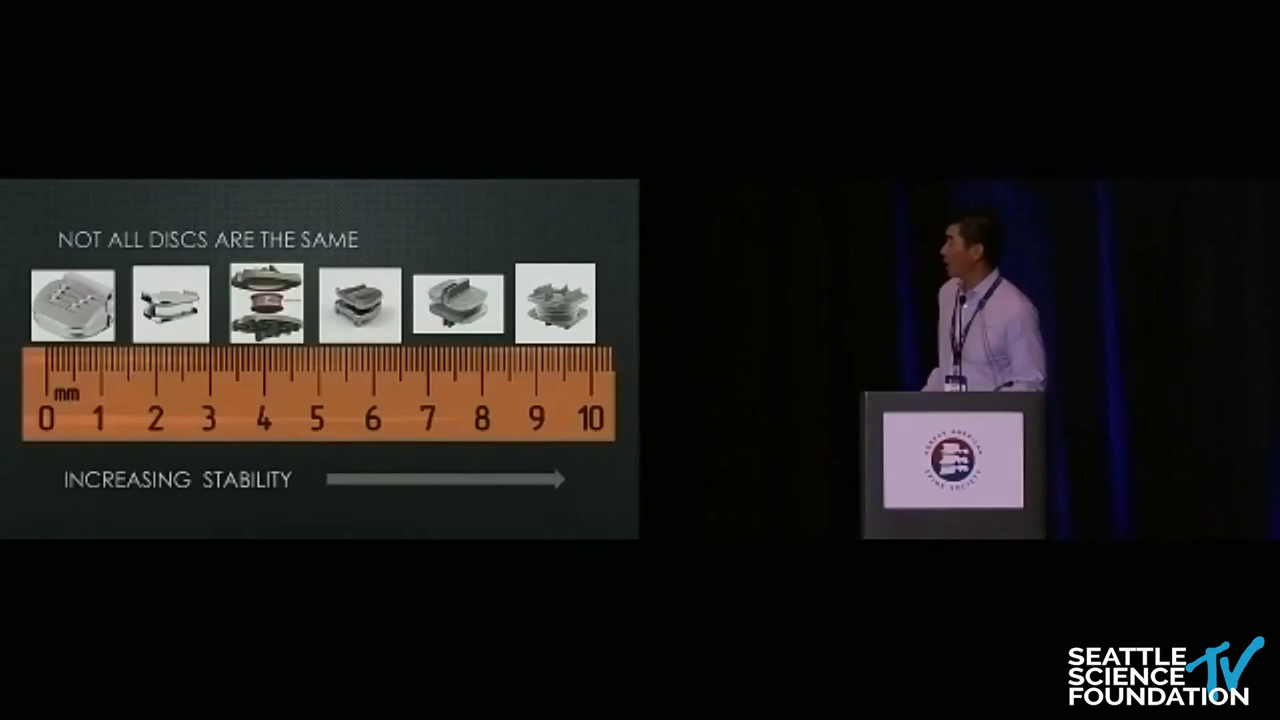 NOT ALL DISCS ARE THE SAME
mm
0 1 2 3 4 5 6 7 8 9 10
INCREASING STABILITY
SEATTLE
SCIENCE
FOUNDATION
TV